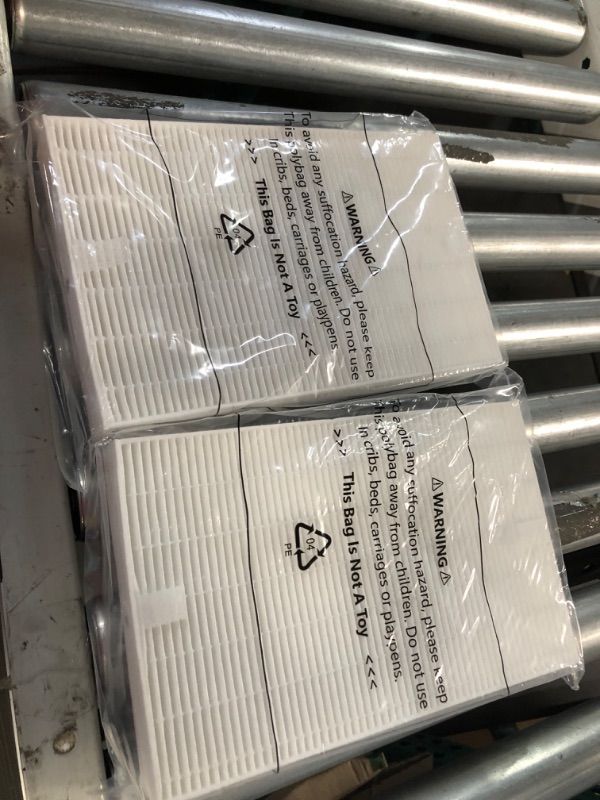 ⚠WARNING⚠
To avoid any suffocation hazard, please keep
This polybag away from children. Do not use
In cribs, beds, carriages or playpens.
>>> This Bag Is Not A Toy <<<
04
PE
⚠WARNING⚠
To avoid any suffocation hazard, please keep
This polybag away from children. Do not use
In cribs, beds, carriages or playpens.
>>> This Bag Is Not A Toy <<<
04
PE